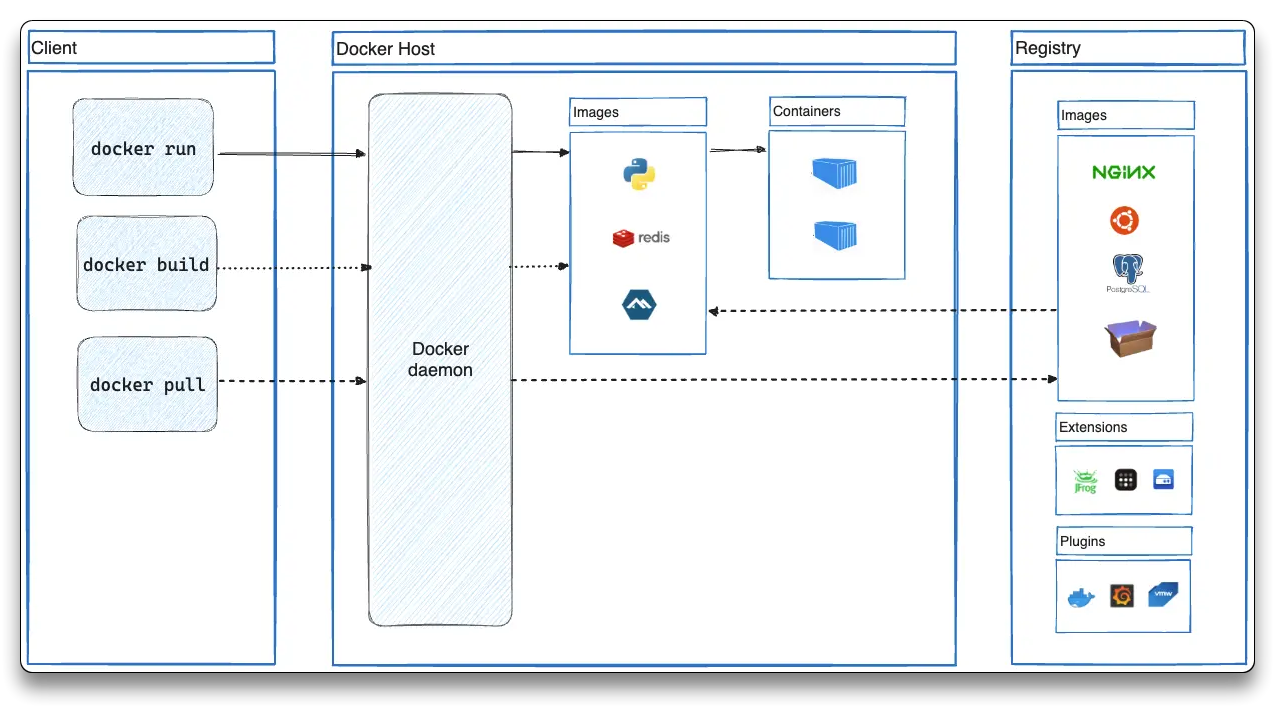 Client
docker run
docker build
docker pull
Docker Host
Docker
daemon
Images
redis
Containers
Registry
Images
NGINX
PostgreSQL
Extensions
JFrog
Plugins
vmw